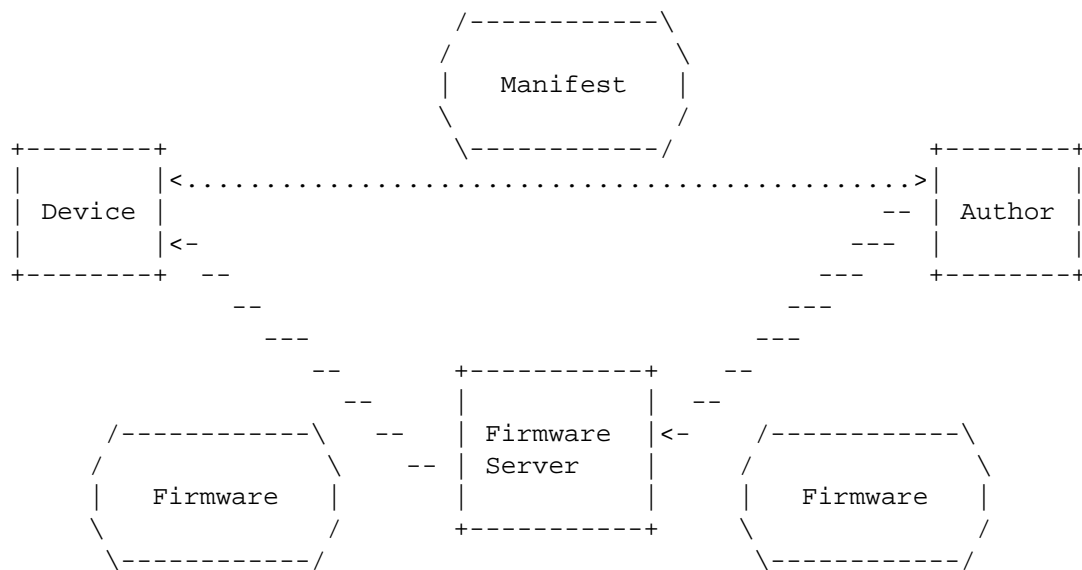 Manifest
Device
Author
Firmware
Server
Firmware
Firmware